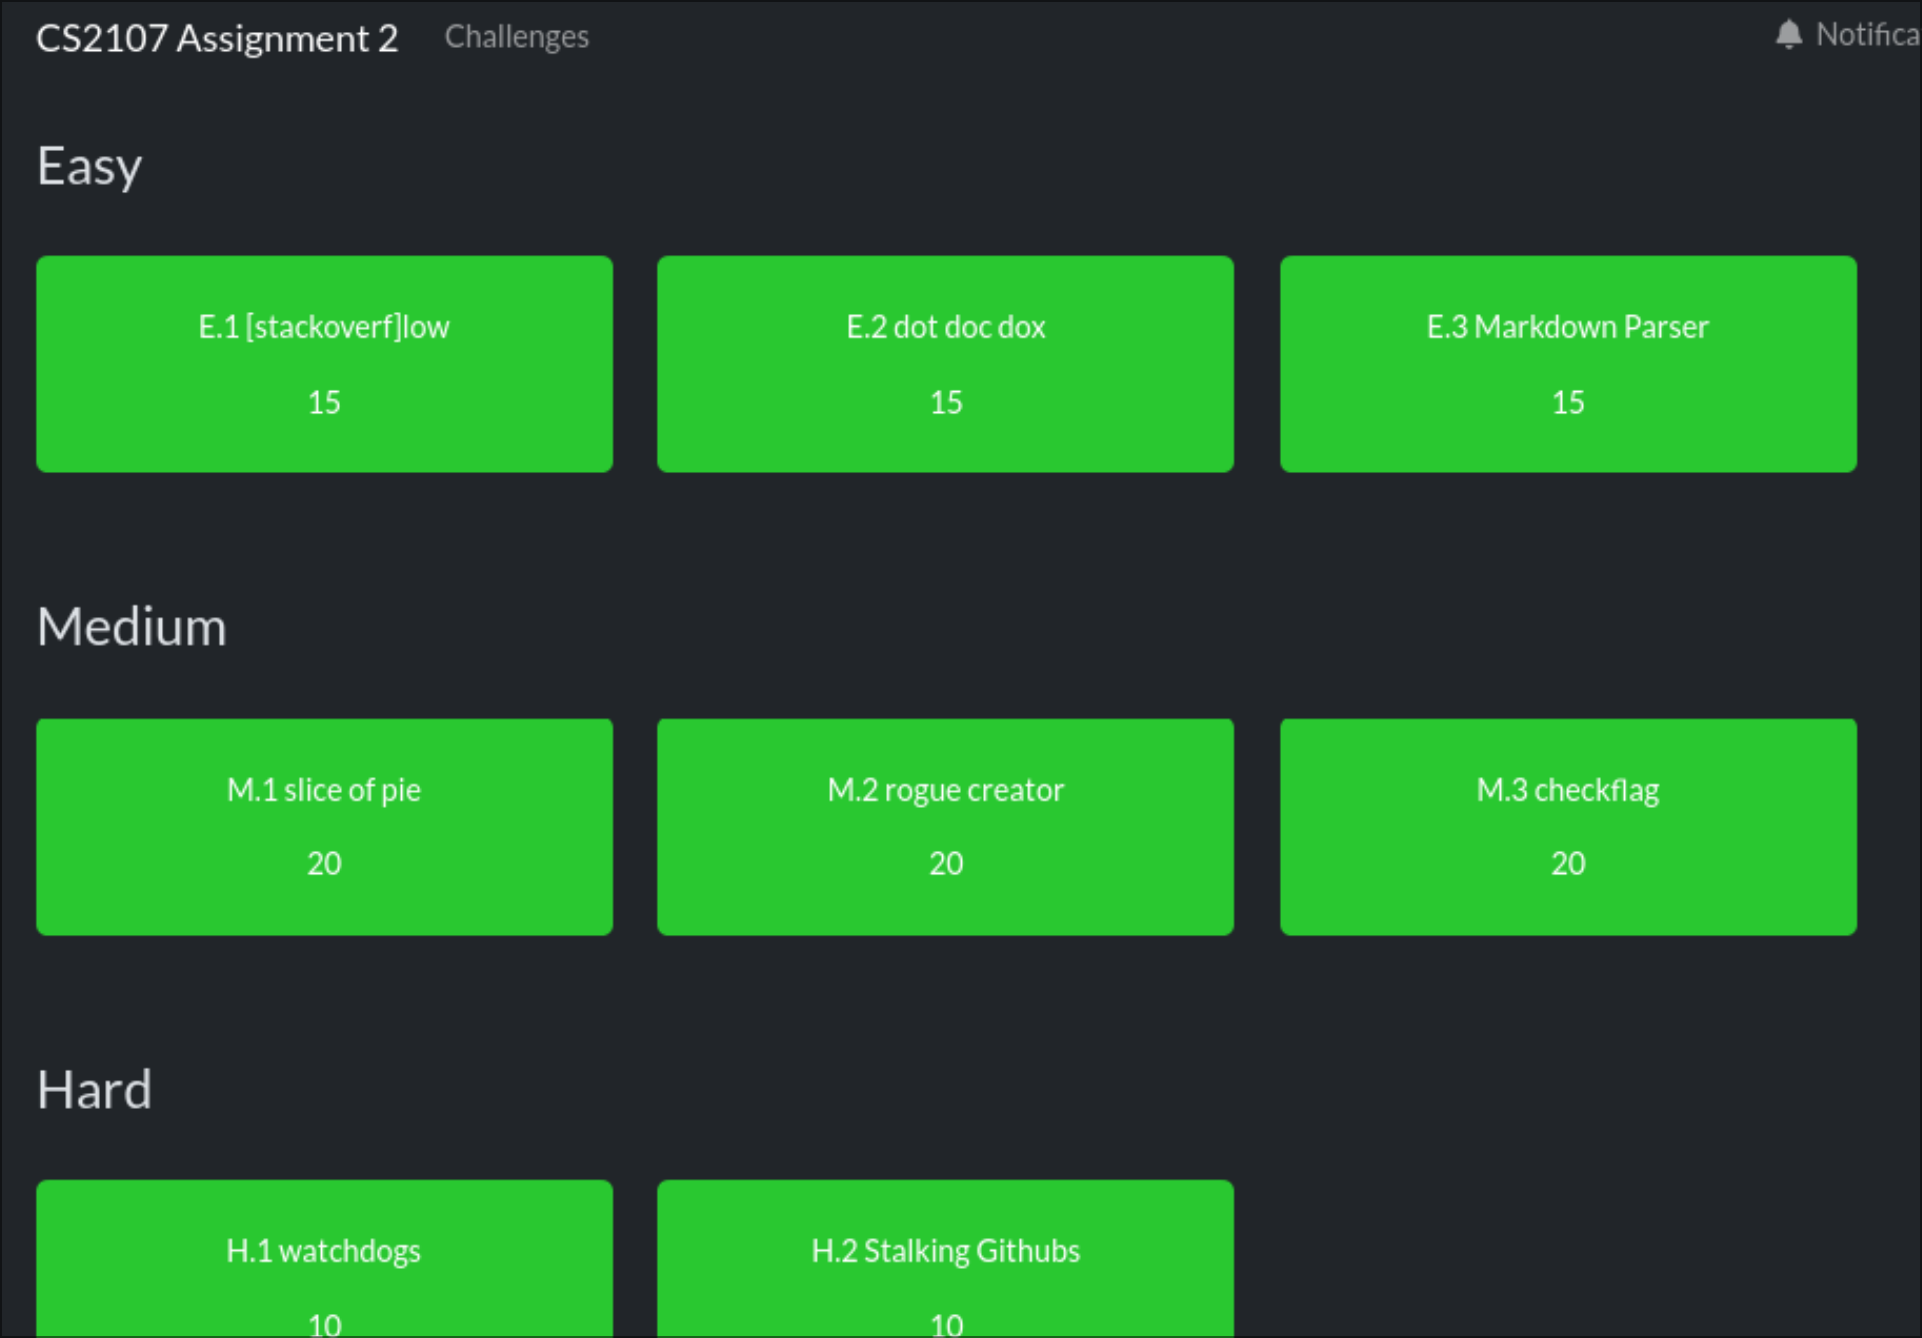 CS2107 Assignment 2 Challenges Notifica
Easy
E.1 [stackoverf]low E.2 dot doc dox E.3 Markdown Parser
15 15 15
Medium
M.1 slice of pie M.2 rogue creator M.3 checkflag
20 20 20
Hard
H.1 watchdogs H.2 Stalking Githubs
10 10